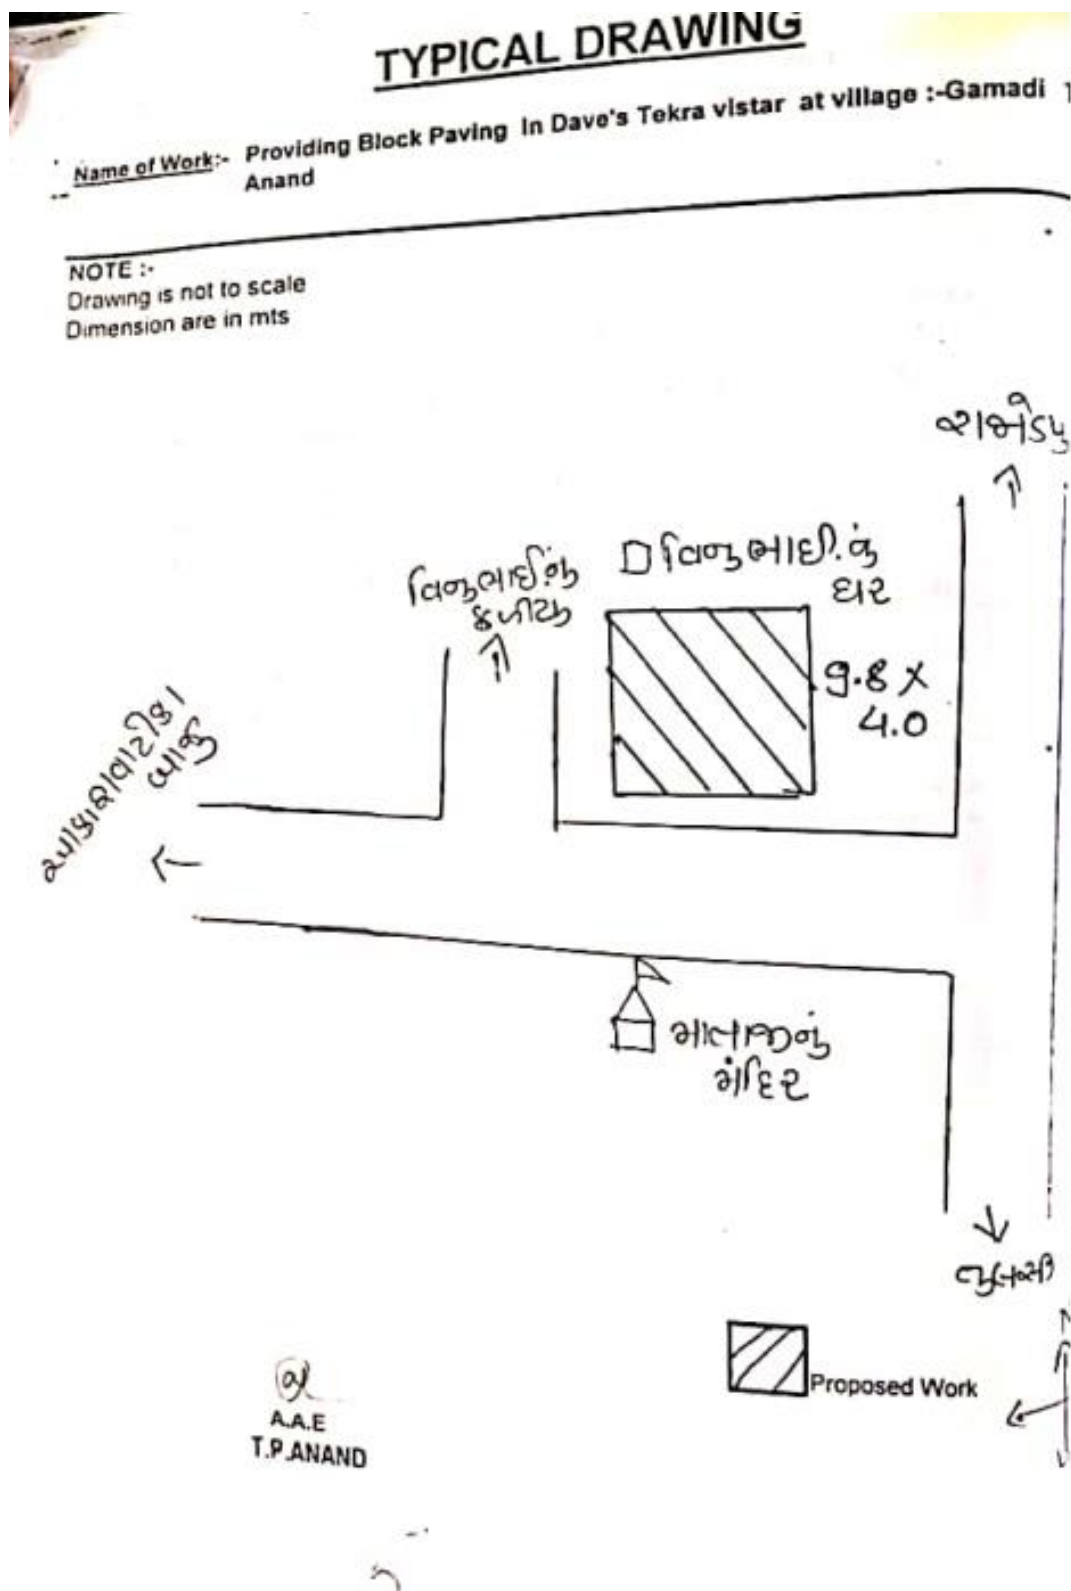 TYPICAL DRAWING
Name of Work:- Providing Block Paving In Dave's Tekra vistar at village :-Gamadi
Anand
NOTE :-
Drawing is not to scale
Dimension are in mts
વિનુભાઈનું
વિનુભાઈનું
ઘર
9.8 x
4.0
માતાજીનું
મંદિર
Proposed Work
A.A.E
T.P.ANAND